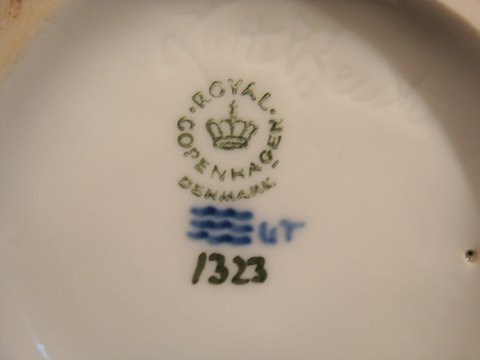 ROYAL
COPENHAGEN
DENMARK
1323